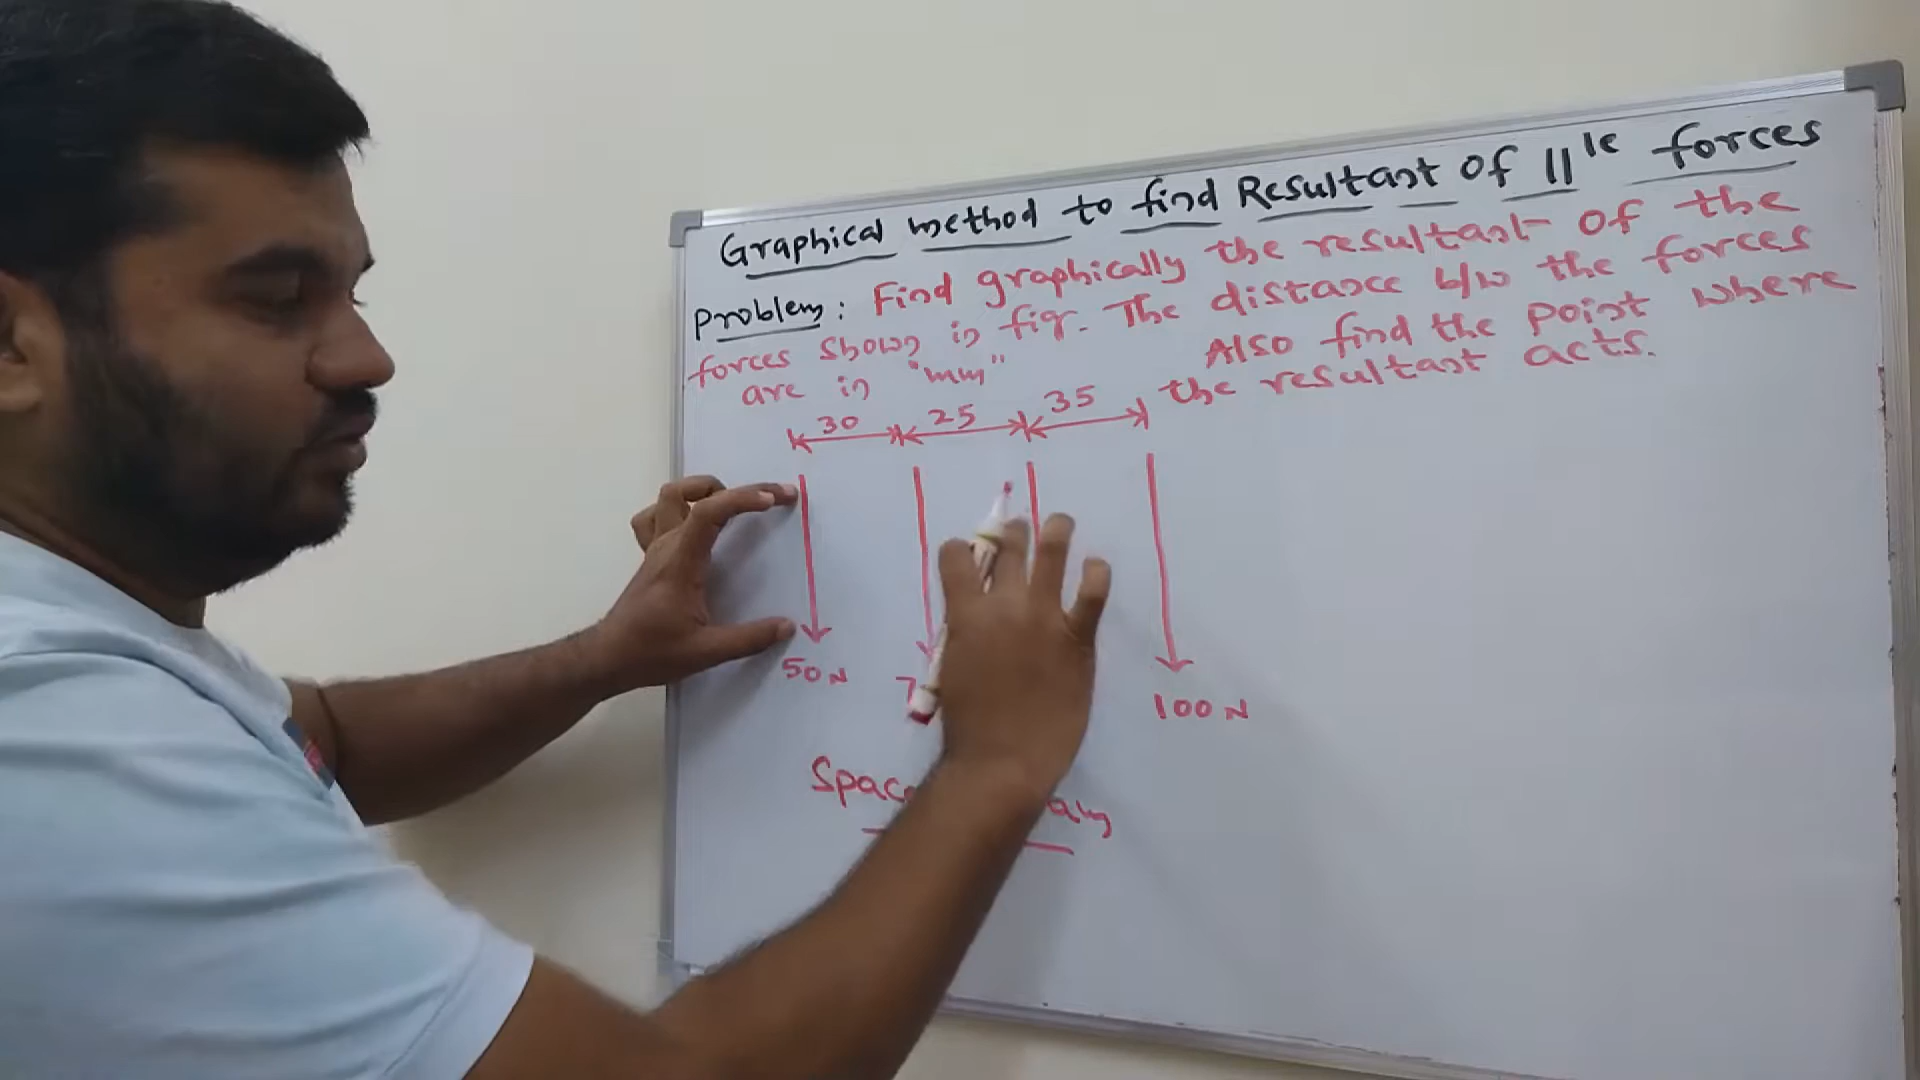 Graphical method to find Resultant of ||le forces
Problem: Find graphically the resultant of the
forces shown in fig. The distance b/w the forces
are in "mm" Also find the point where
the resultant acts.
30 25 35
50N 100 N